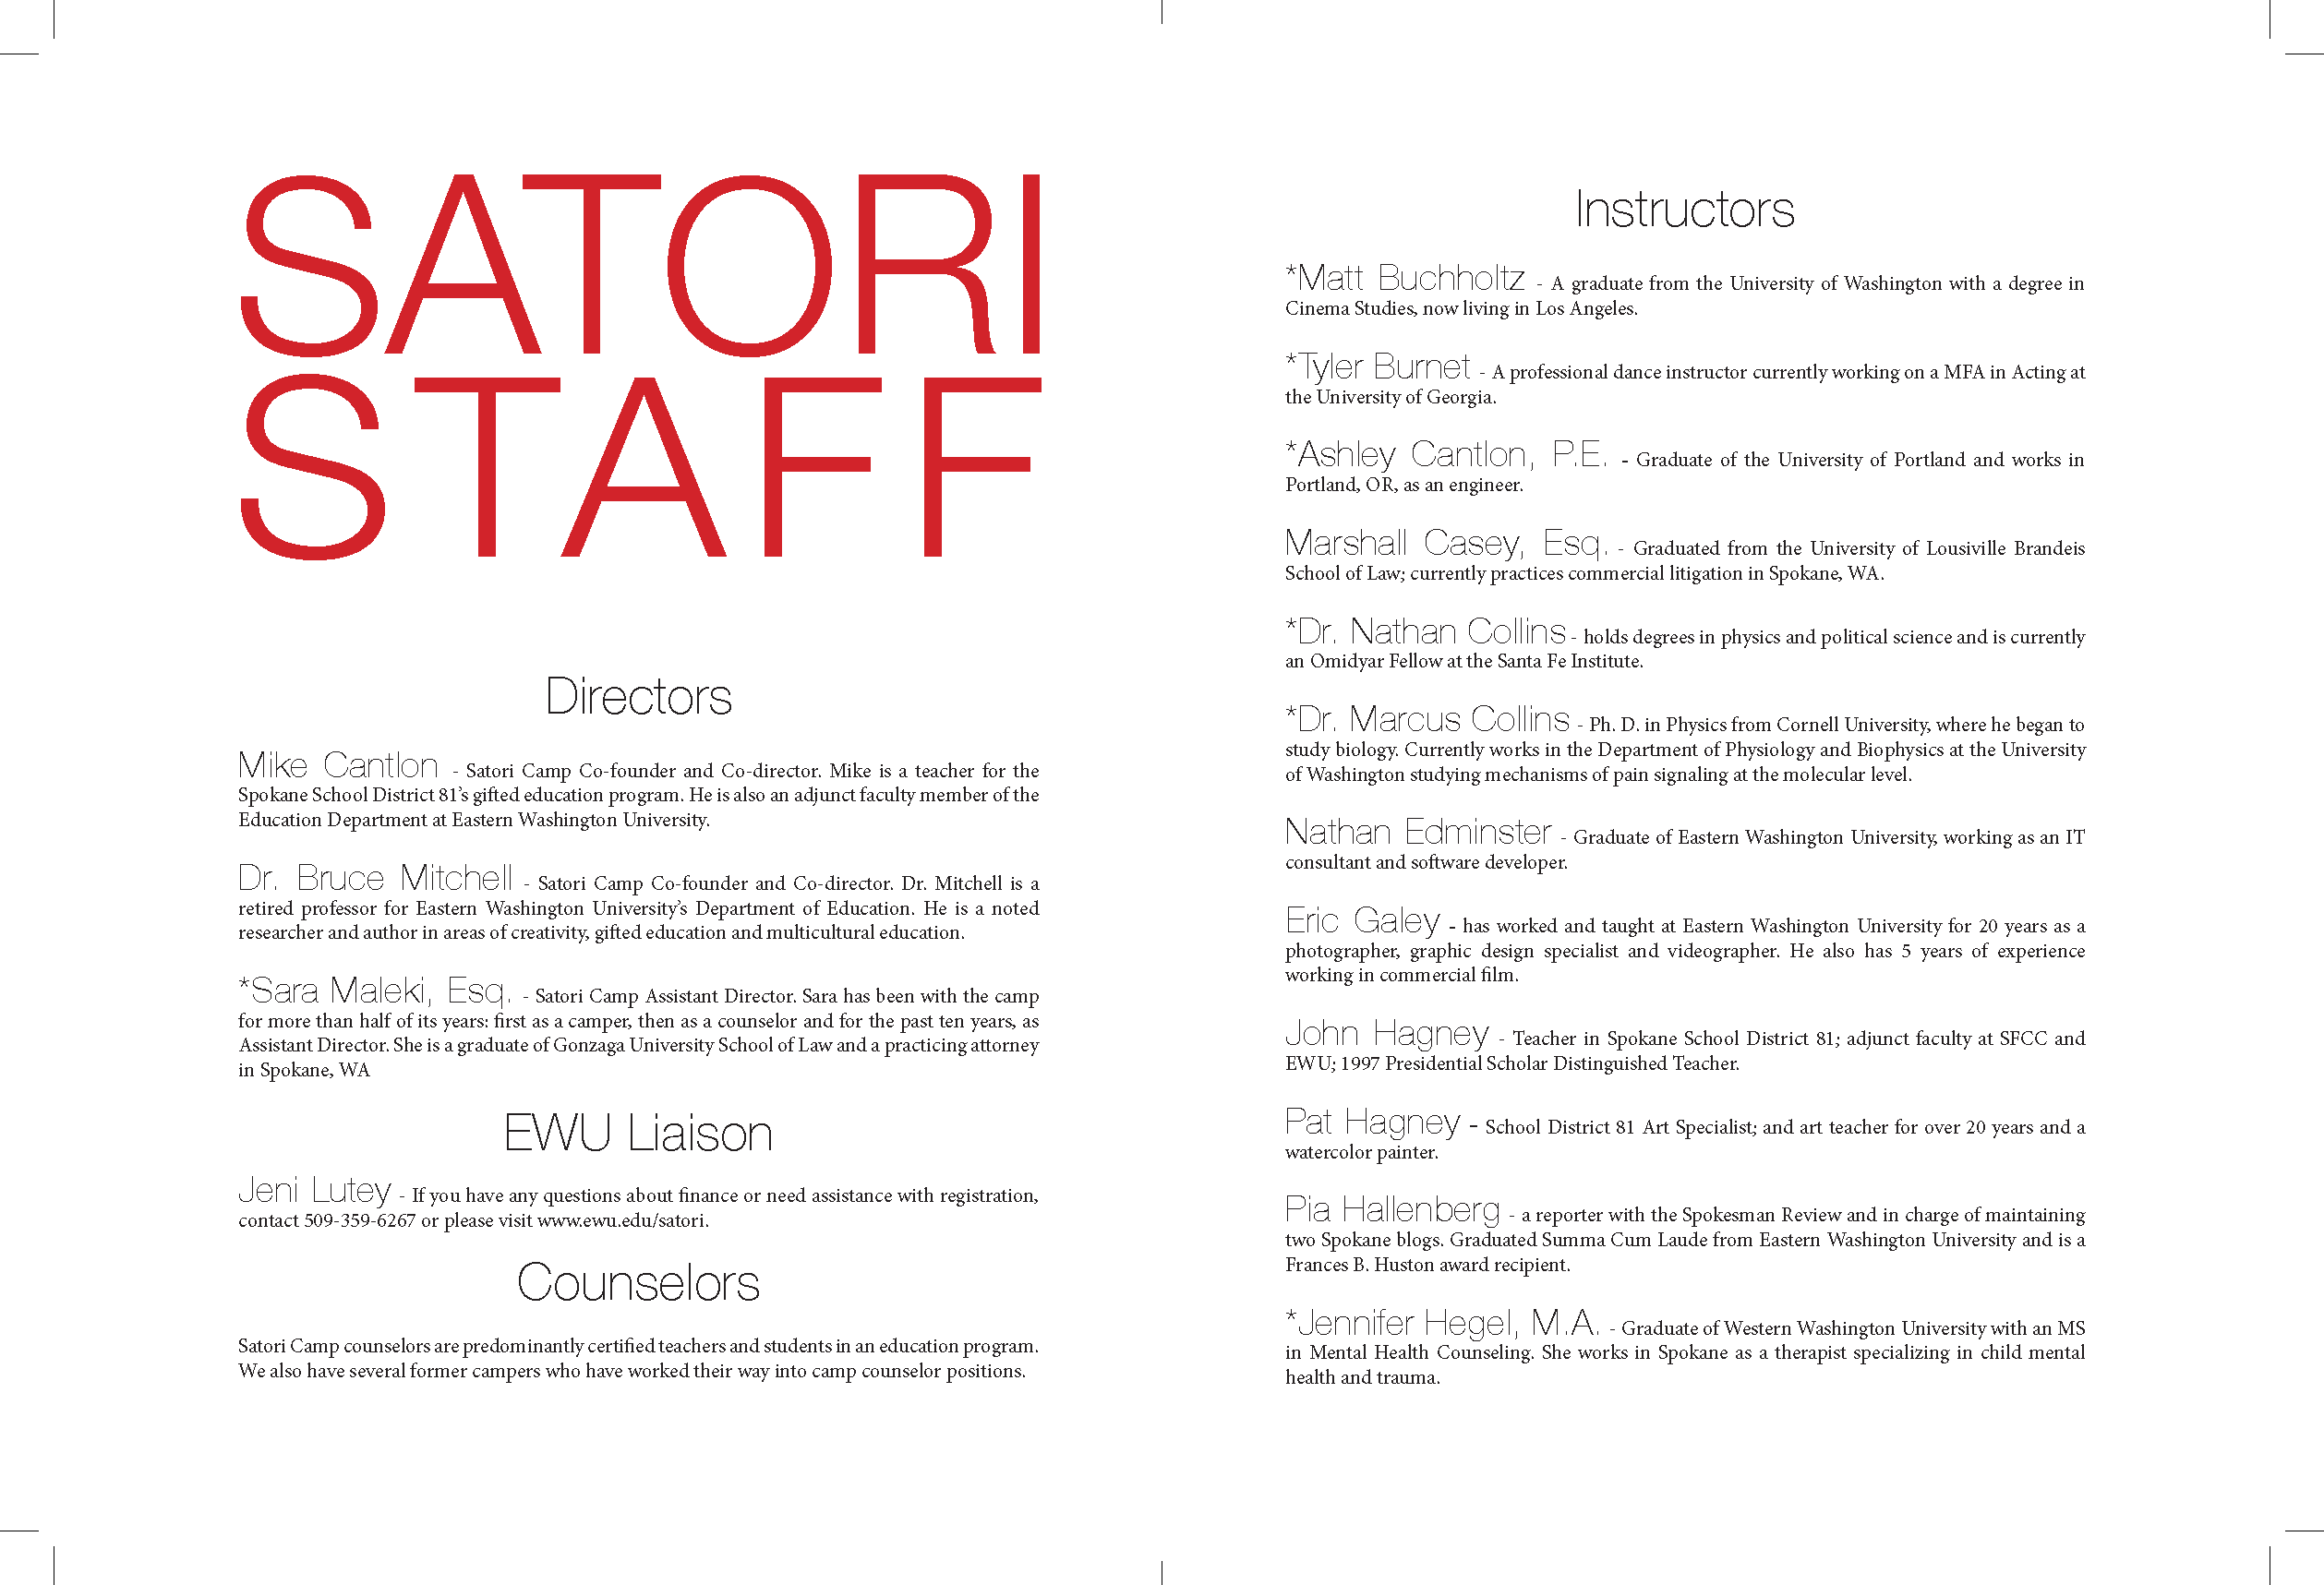 SATORI
STAFF
Directors
Mike Cantlon - Satori Camp Co-founder and Co-director. Mike is a teacher for the
Spokane School District 81’s gifted education program. He is also an adjunct faculty member of the
Education Department at Eastern Washington University.
Dr. Bruce Mitchell - Satori Camp Co-founder and Co-director. Dr. Mitchell is a
retired professor for Eastern Washington University’s Department of Education. He is a noted
researcher and author in areas of creativity, gifted education and multicultural education.
*Sara Maleki, Esq. - Satori Camp Assistant Director. Sara has been with the camp
for more than half of its years: first as a camper, then as a counselor and for the past ten years, as
Assistant Director. She is a graduate of Gonzaga University School of Law and a practicing attorney
in Spokane, WA
EWU Liaison
Jeni Lutey - If you have any questions about finance or need assistance with registration,
contact 509-359-6267 or please visit www.ewu.edu/satori.
Counselors
Satori Camp counselors are predominantly certified teachers and students in an education program.
We also have several former campers who have worked their way into camp counselor positions.
Instructors
*Matt Buchholtz - A graduate from the University of Washington with a degree in
Cinema Studies, now living in Los Angeles.
*Tyler Burnet - A professional dance instructor currently working on a MFA in Acting at
the University of Georgia.
*Ashley Cantlon, P.E. - Graduate of the University of Portland and works in
Portland, OR, as an engineer.
Marshall Casey, Esq. - Graduated from the University of Lousiville Brandeis
School of Law; currently practices commercial litigation in Spokane, WA.
*Dr. Nathan Collins - holds degrees in physics and political science and is currently
an Omidyar Fellow at the Santa Fe Institute.
*Dr. Marcus Collins - Ph. D. in Physics from Cornell University, where he began to
study biology. Currently works in the Department of Physiology and Biophysics at the University
of Washington studying mechanisms of pain signaling at the molecular level.
Nathan Edminster - Graduate of Eastern Washington University, working as an IT
consultant and software developer.
Eric Galey - has worked and taught at Eastern Washington University for 20 years as a
photographer, graphic design specialist and videographer. He also has 5 years of experience
working in commercial film.
John Hagney - Teacher in Spokane School District 81; adjunct faculty at SFCC and
EWU; 1997 Presidential Scholar Distinguished Teacher.
Pat Hagney - School District 81 Art Specialist; and art teacher for over 20 years and a
watercolor painter.
Pia Hallenberg - a reporter with the Spokesman Review and in charge of maintaining
two Spokane blogs. Graduated Summa Cum Laude from Eastern Washington University and is a
Frances B. Huston award recipient.
*Jennifer Hegel, M.A. - Graduate of Western Washington University with an MS
in Mental Health Counseling. She works in Spokane as a therapist specializing in child mental
health and trauma.